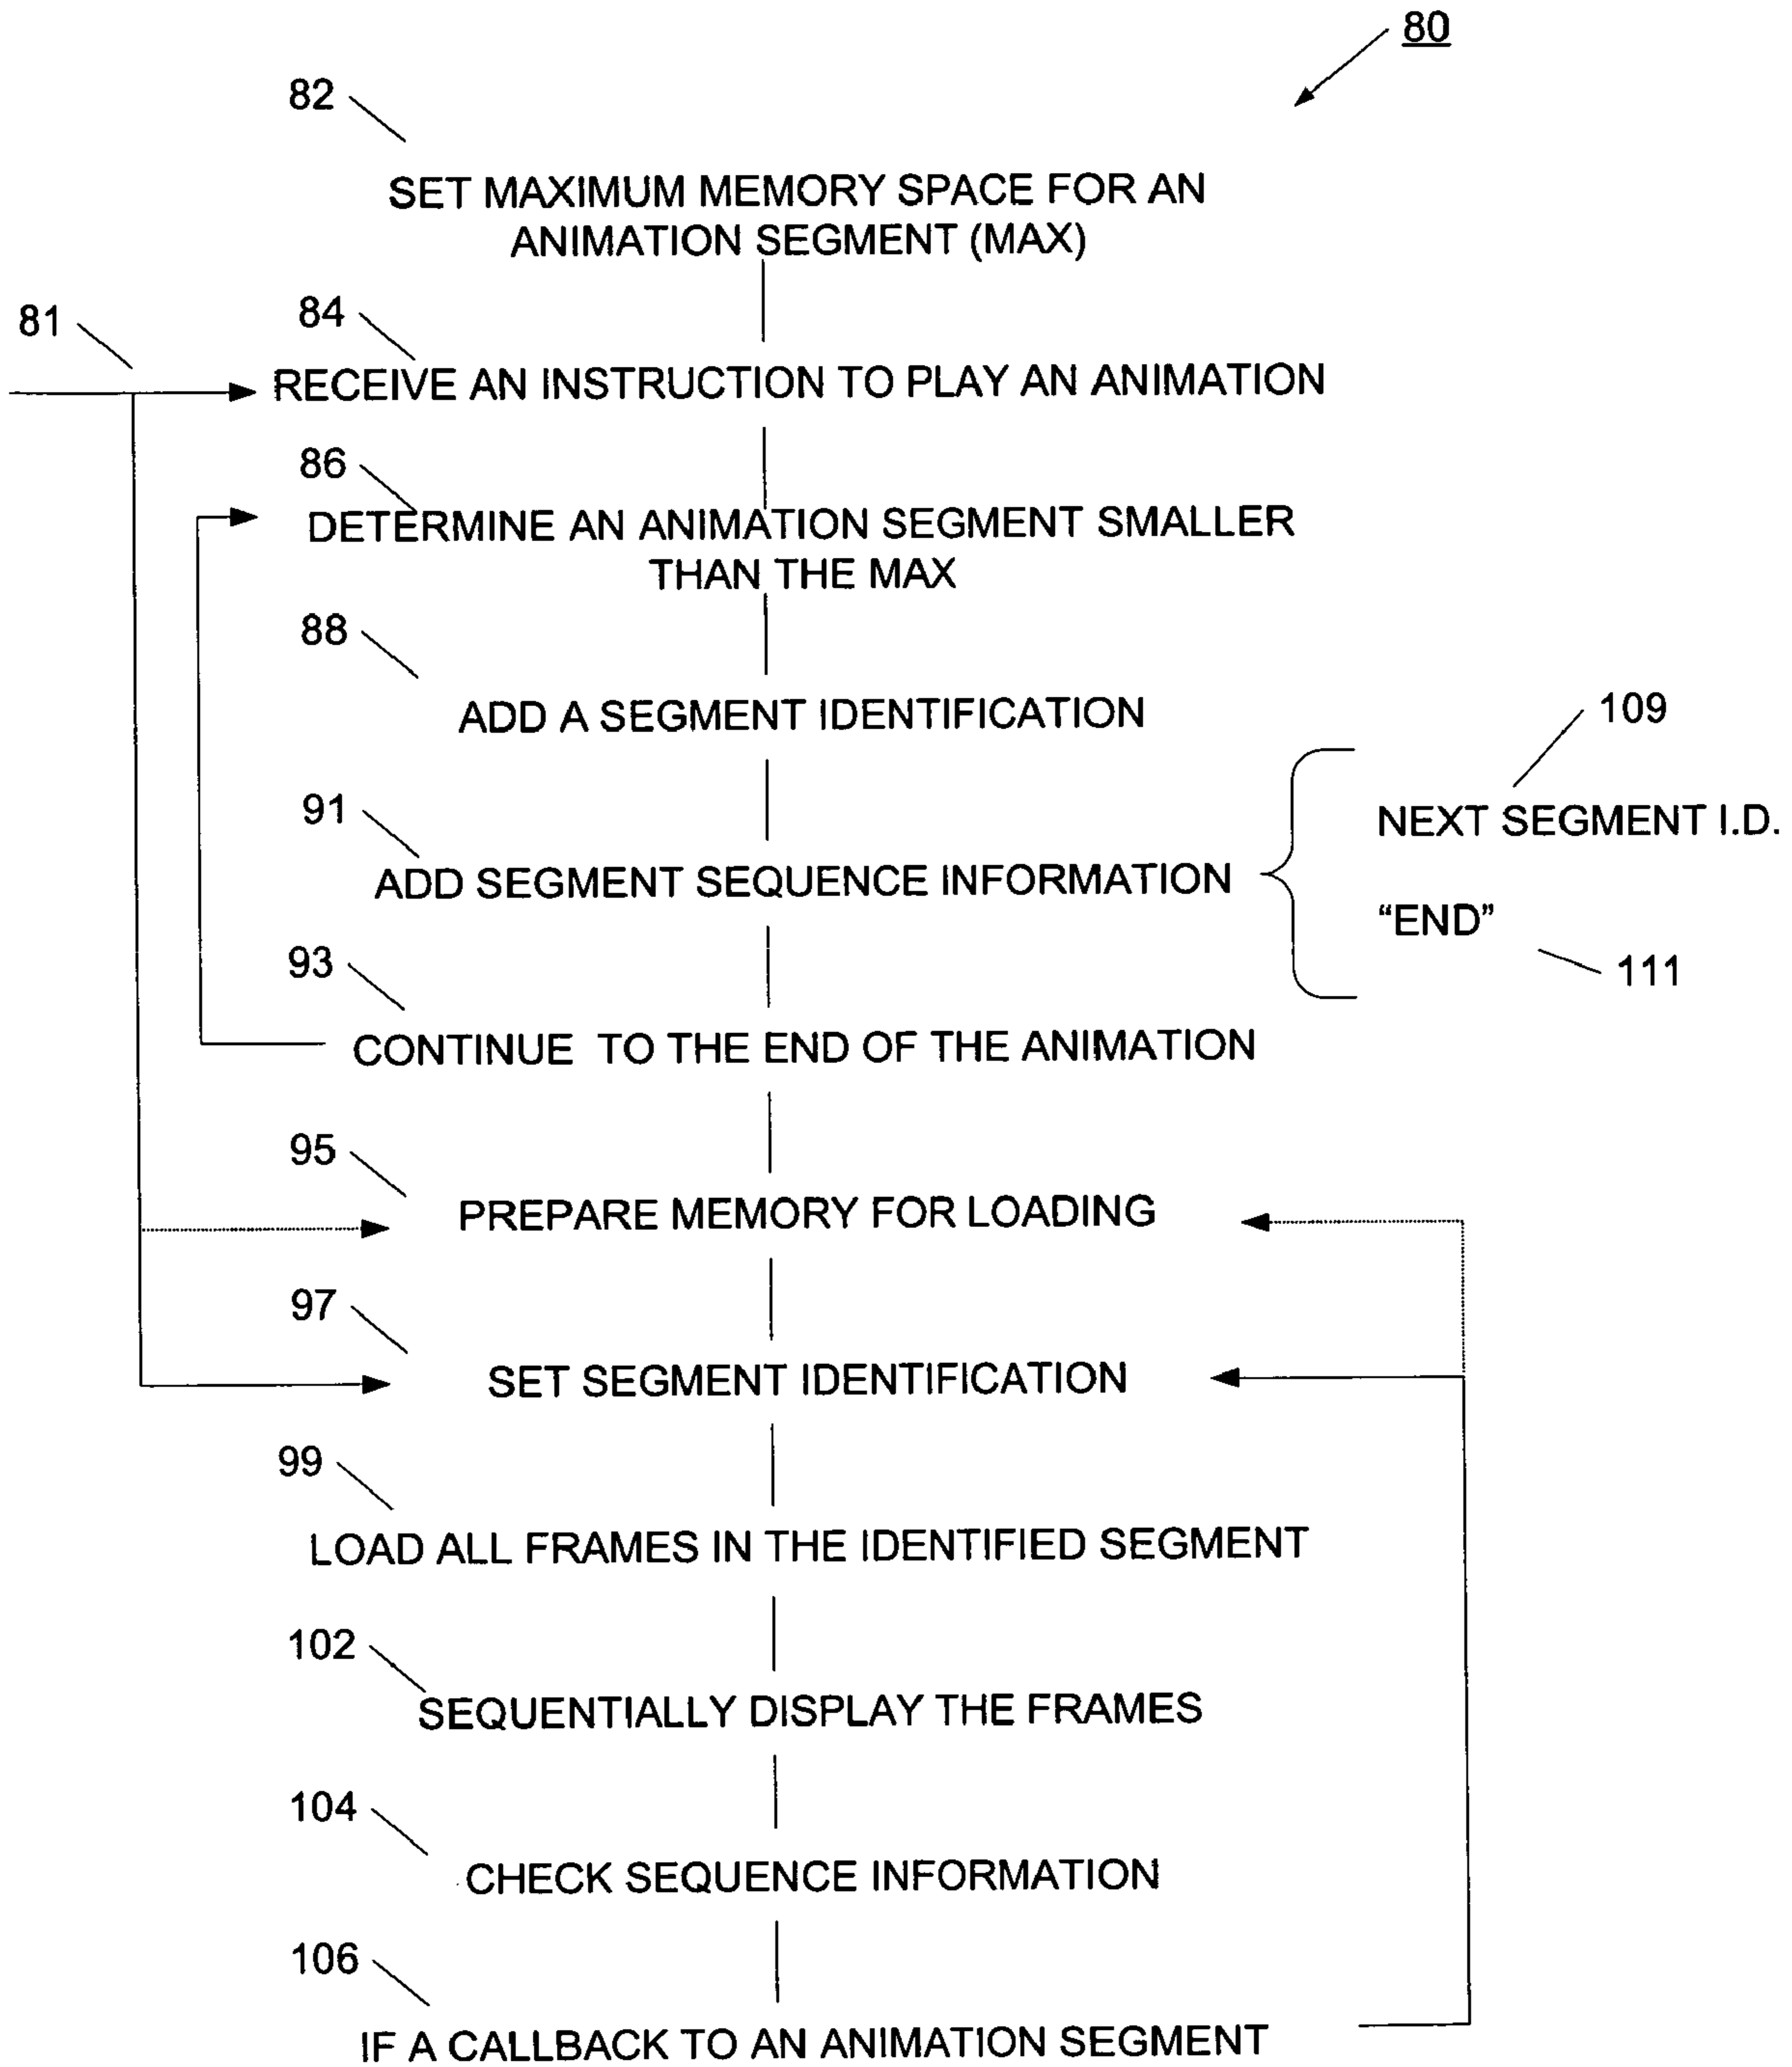 80
82
SET MAXIMUM MEMORY SPACE FOR AN
ANIMATION SEGMENT (MAX)
81
84
RECEIVE AN INSTRUCTION TO PLAY AN ANIMATION
86
DETERMINE AN ANIMATION SEGMENT SMALLER
THAN THE MAX
88
ADD A SEGMENT IDENTIFICATION
109
NEXT SEGMENT I.D.
91
ADD SEGMENT SEQUENCE INFORMATION
“END”
111
93
CONTINUE TO THE END OF THE ANIMATION
95
PREPARE MEMORY FOR LOADING
97
SET SEGMENT IDENTIFICATION
99
LOAD ALL FRAMES IN THE IDENTIFIED SEGMENT
102
SEQUENTIALLY DISPLAY THE FRAMES
104
CHECK SEQUENCE INFORMATION
106
IF A CALLBACK TO AN ANIMATION SEGMENT